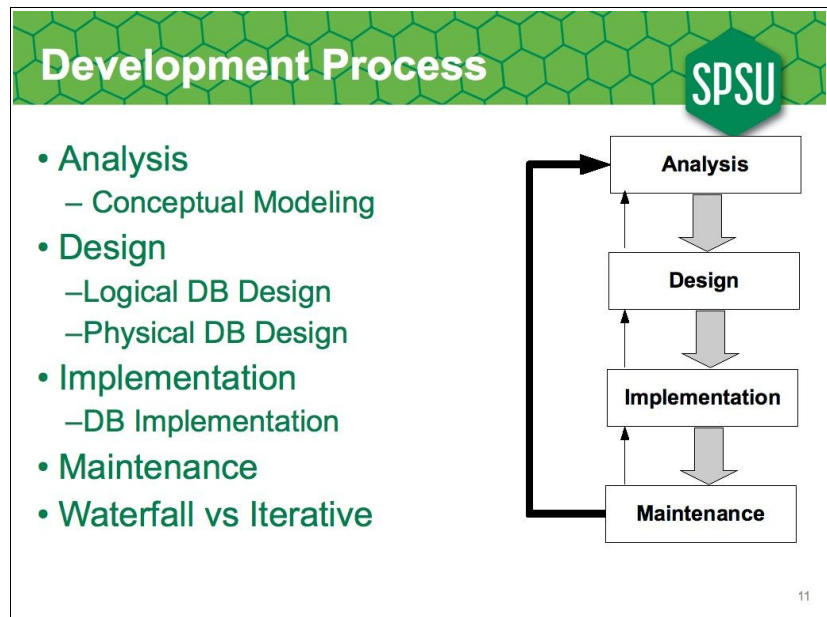 Development Process
SPSU
• Analysis
– Conceptual Modeling
• Design
–Logical DB Design
–Physical DB Design
• Implementation
–DB Implementation
• Maintenance
• Waterfall vs Iterative
Analysis
Design
Implementation
Maintenance
11